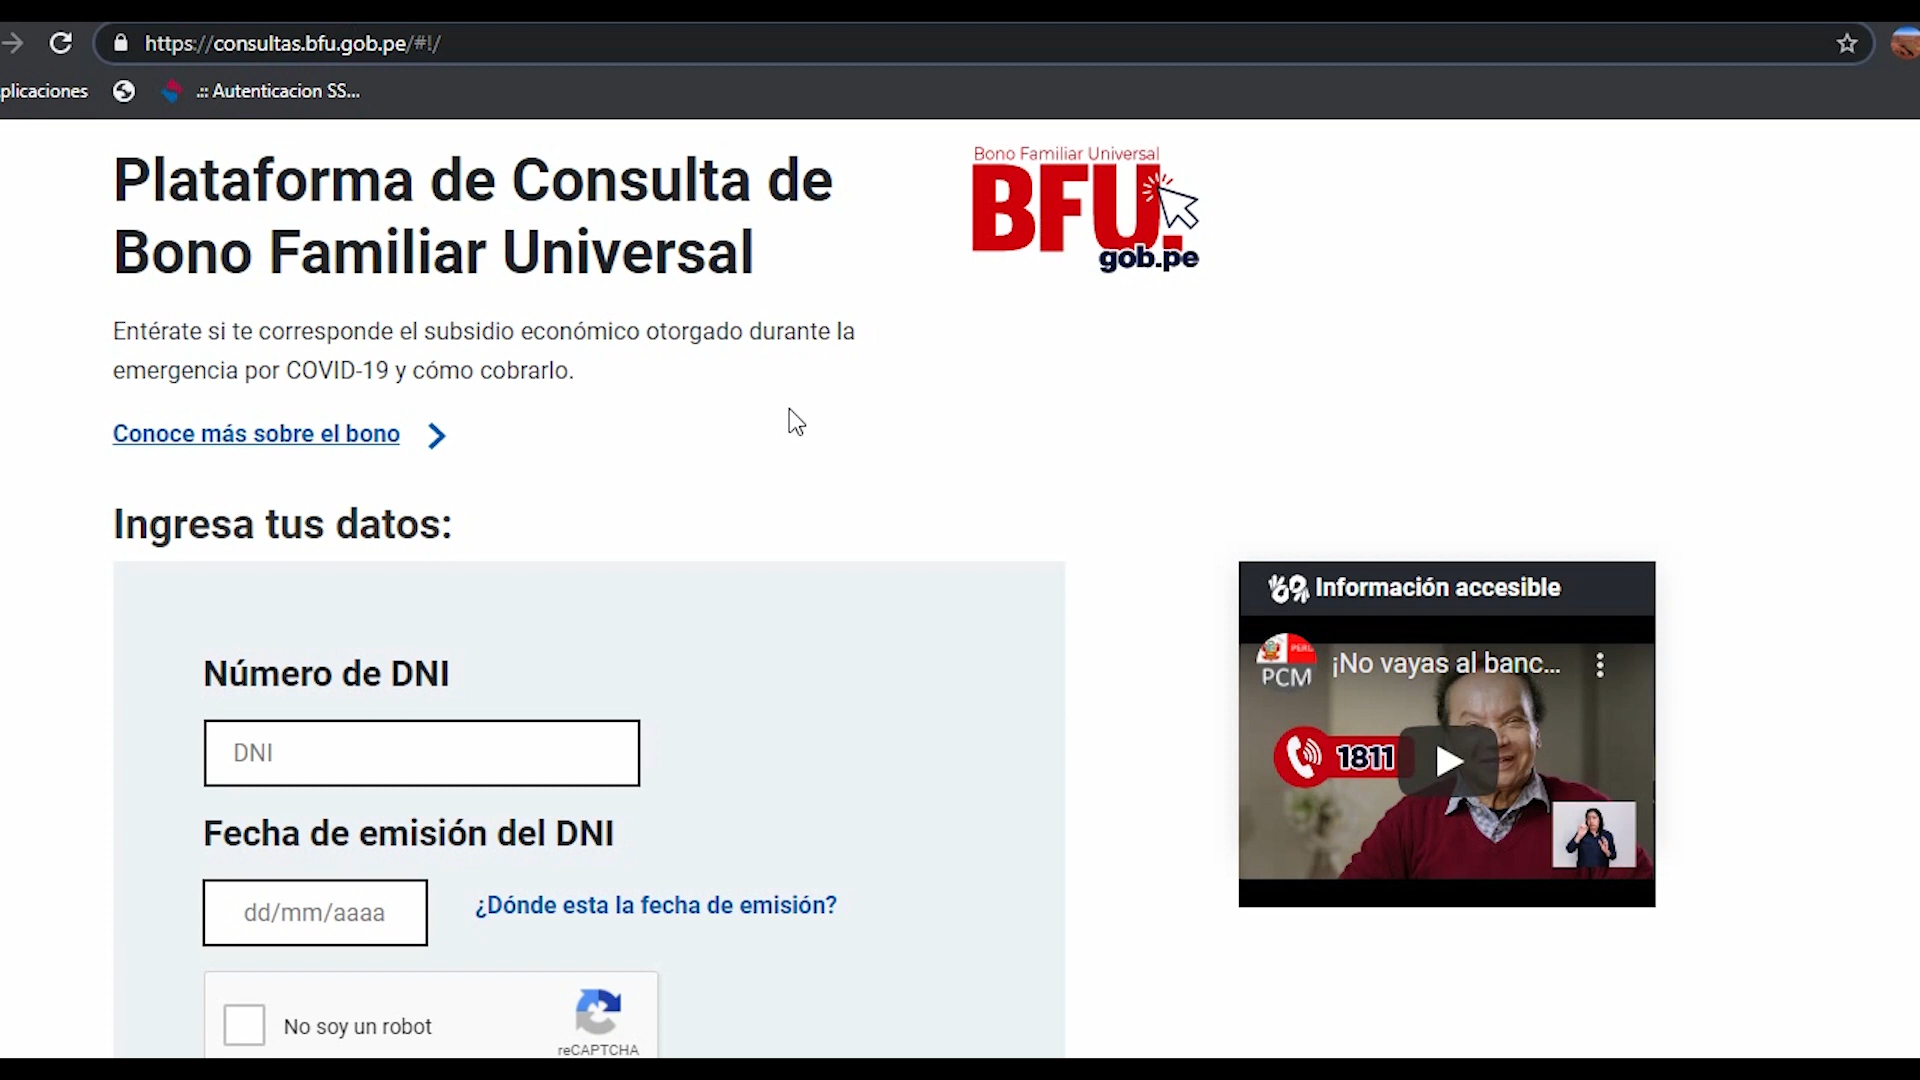 https://consultas.bfu.gob.pe/#!/
plicaciones
.:: Autenticacion SS...
Plataforma de Consulta de
Bono Familiar Universal
Bono Familiar Universal
BFU.
gob.pe
Entérate si te corresponde el subsidio económico otorgado durante la
emergencia por COVID-19 y cómo cobrarlo.
Conoce más sobre el bono
Ingresa tus datos:
Número de DNI
DNI
Fecha de emisión del DNI
dd/mm/aaaa
¿Dónde esta la fecha de emisión?
No soy un robot
reCAPTCHA
Información accesible
PERÚ
PCM
¡No vayas al banc...
1811